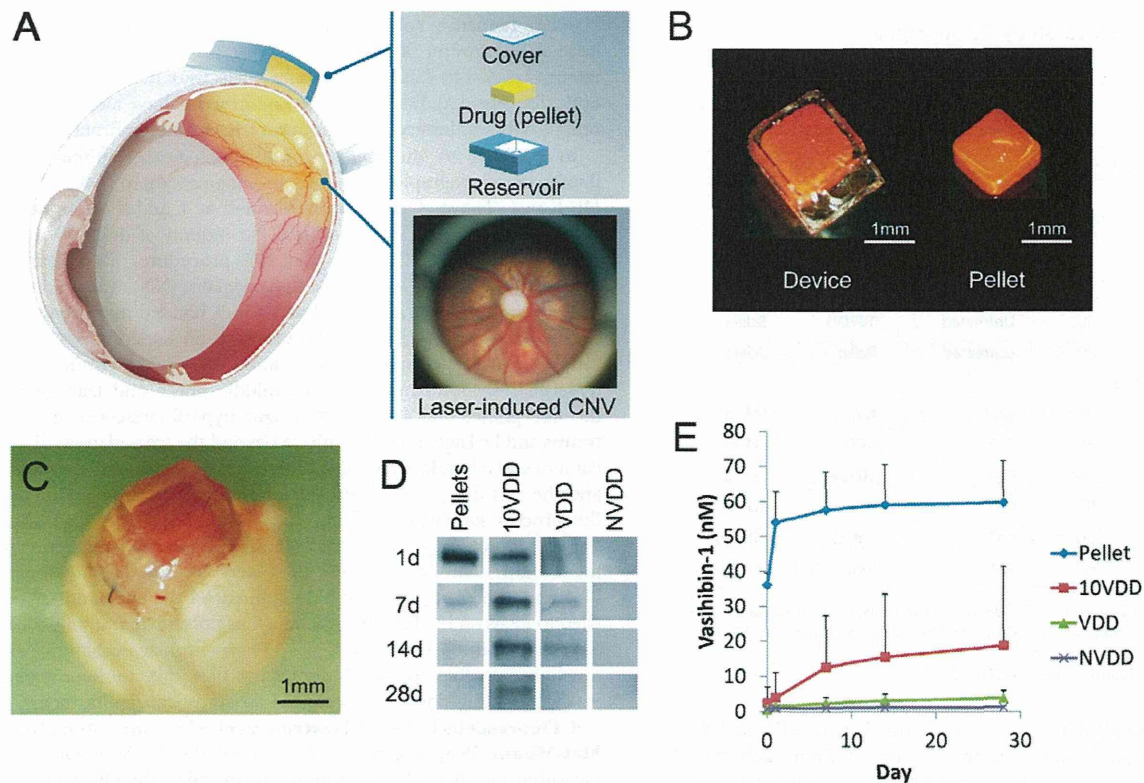 A
Cover
Drug (pellet)
Reservoir
Laser-induced CNV
B
1mm
1mm
Device
Pellet
C
1mm
D
Pellets
10VDD
VDD
NVDD
1d
7d
14d
28d
E
Vasihibin-1 (nM)
80
70
60
50
40
30
20
10
0
0
10
20
30
Day
Pellet
10VDD
VDD
NVDD